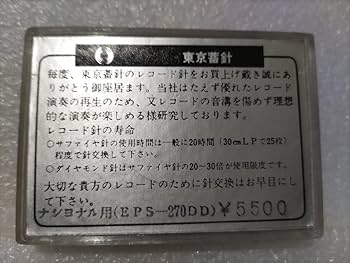 東京蓄針
毎度、東京蓄針のレコード針をお買上げ戴き誠にあ
りがとう御座居ます。当社はたえず優れたレコード
演奏の再生のため、又レコードの音溝を傷めず理想
的な演奏が楽しめる様研究しております。
レコード針の寿命
○サファイヤ針の使用時間は一般に20時間(30㎝LPで25枚)
程度で針交換して下さい。
○ダイヤモンド針はサファイヤ針の20～30倍が使用限度です。
大切な貴方のレコードのために針交換はお早目にし
て下さい。
ナショナル用(EPS—270DD)¥5500